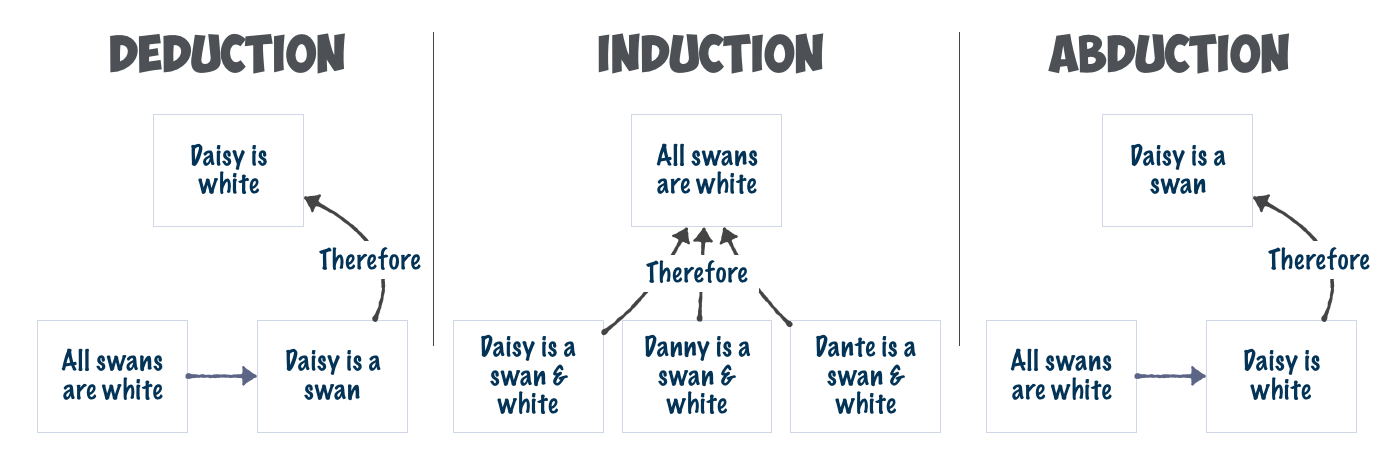 DEDUCTION
Daisy is
white
Therefore
All swans
are white
Daisy is a
swan
INDUCTION
All swans
are white
Therefore
Daisy is a
swan &
white
Danny is a
swan &
white
Dante is a
swan &
white
ABDUCTION
Daisy is a
swan
Therefore
All swans
are white
Daisy is
white